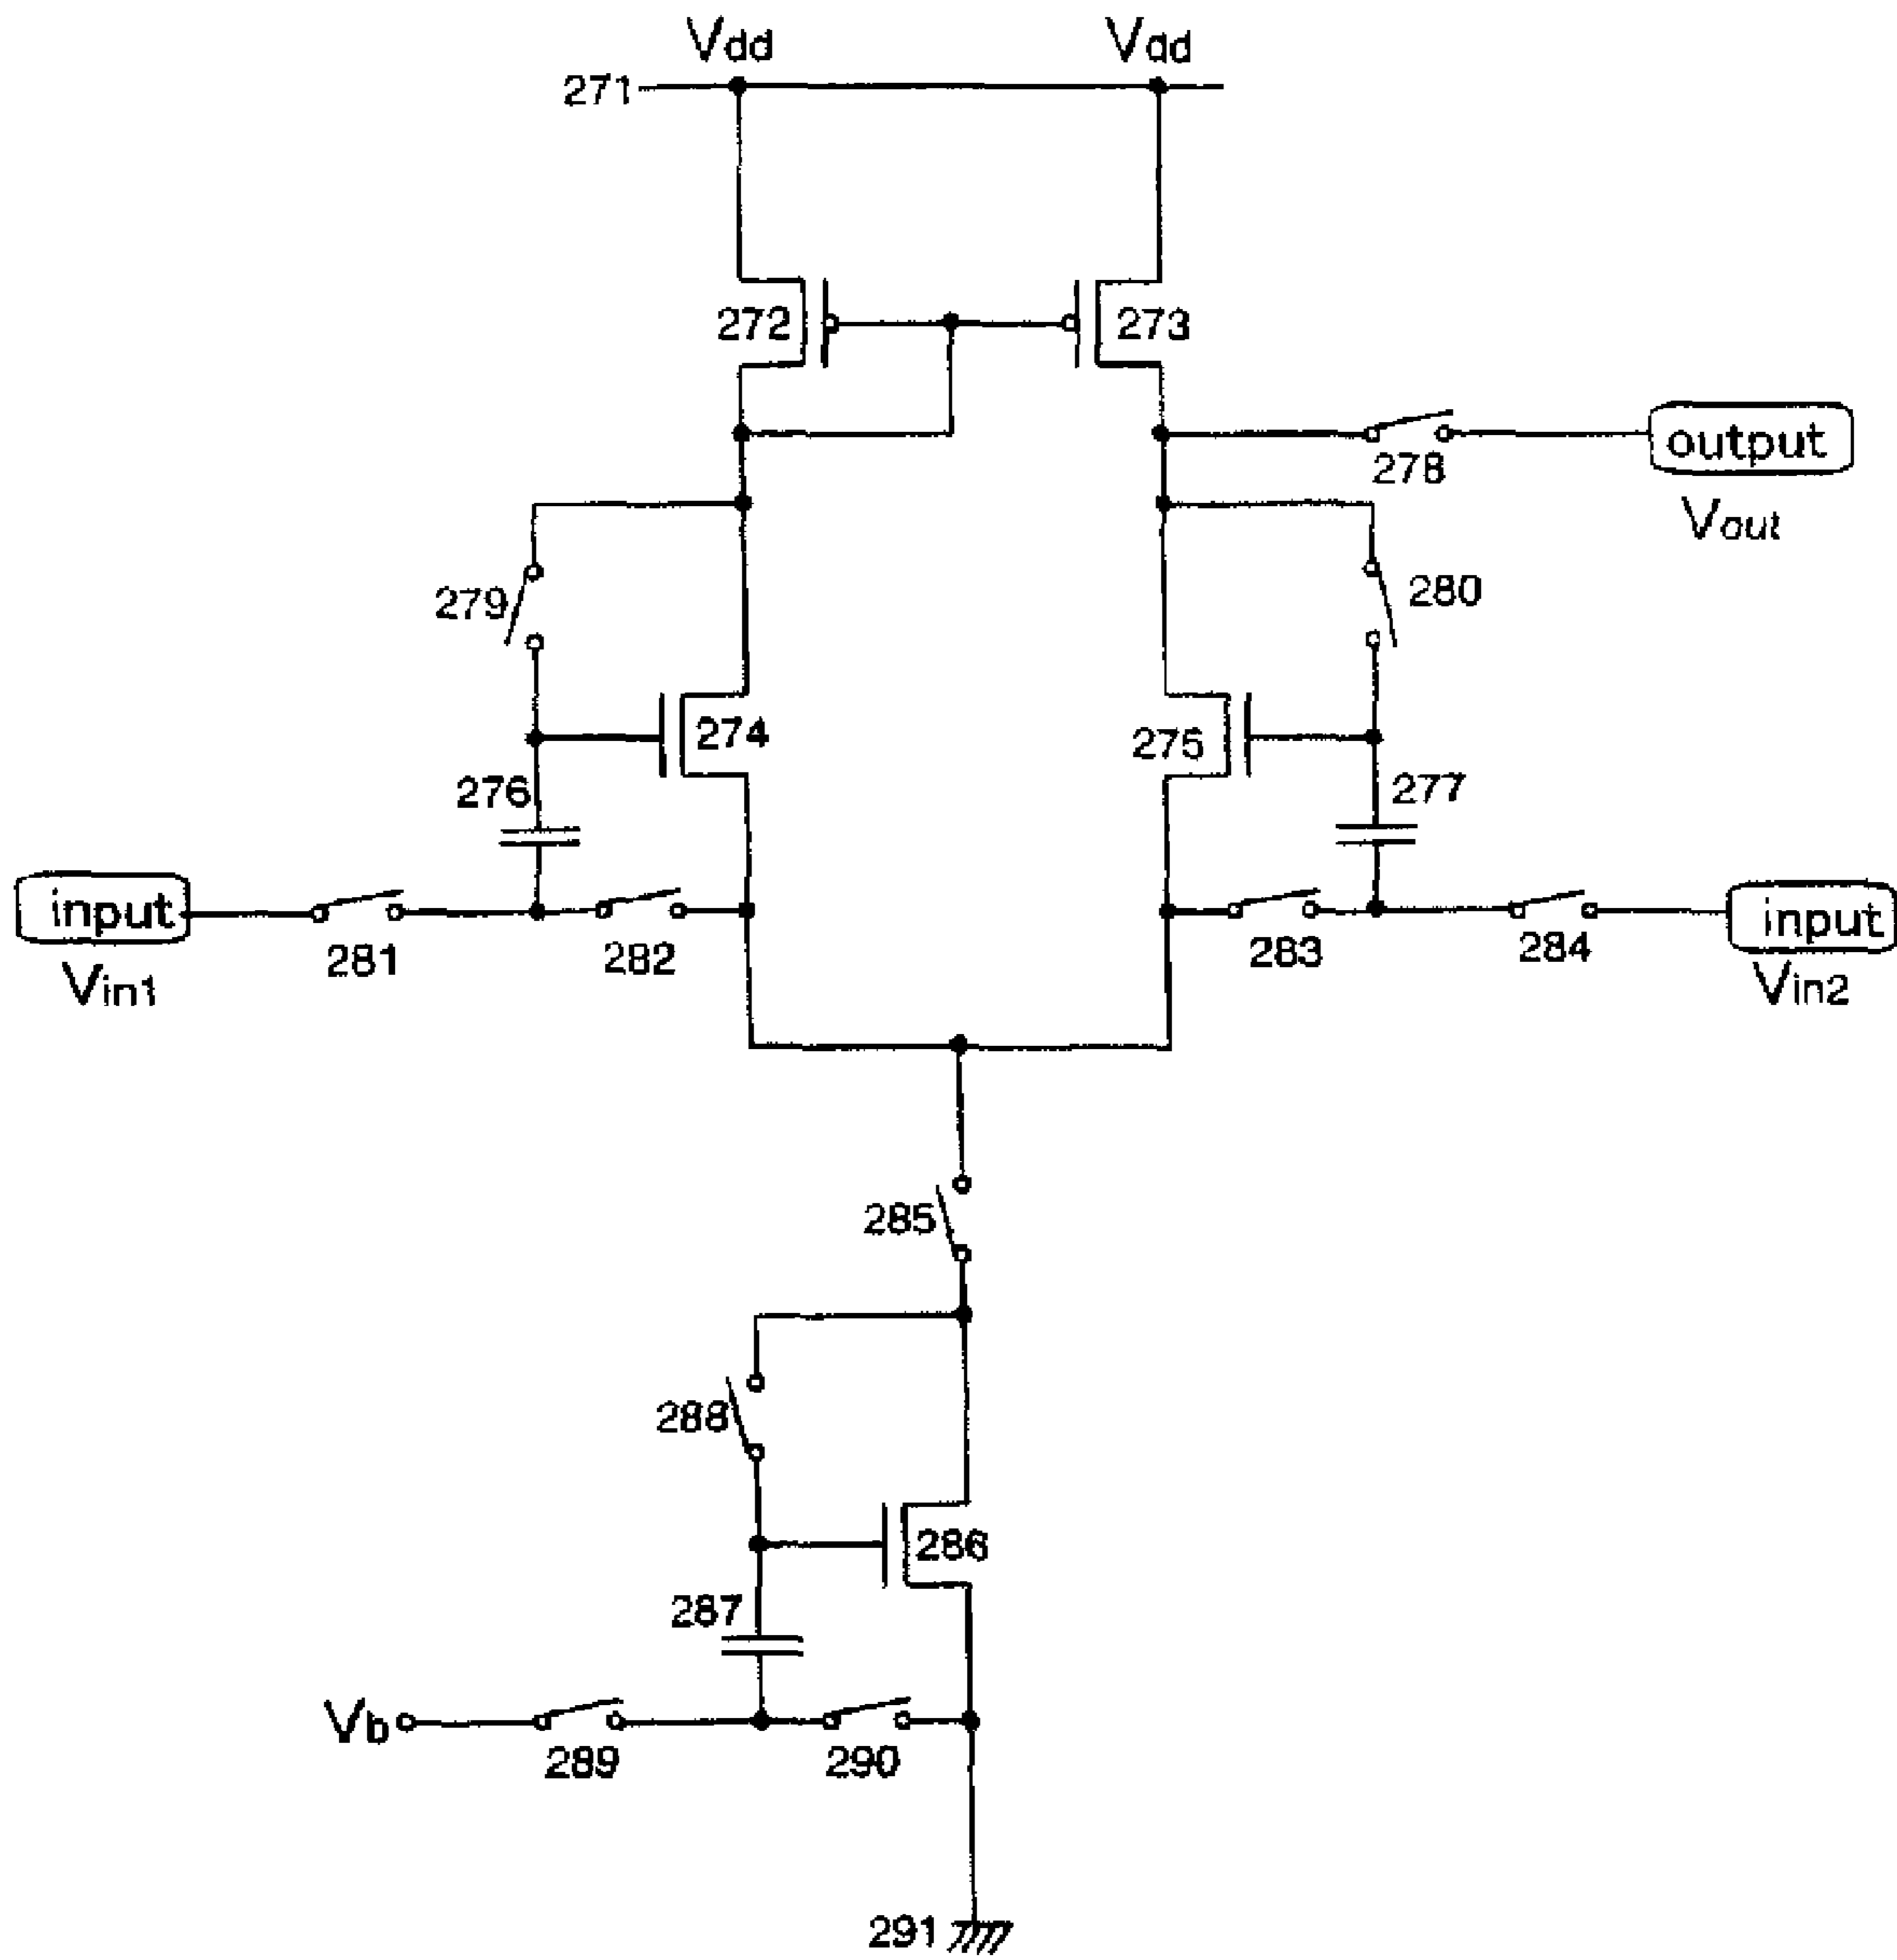 Vdd Vdd
271
272 273
output
278
Vout
279 280
274 275
276 277
input input
281 282 283 284
Vin1 Vin2
285
288
286
287
Vb
289 290
291